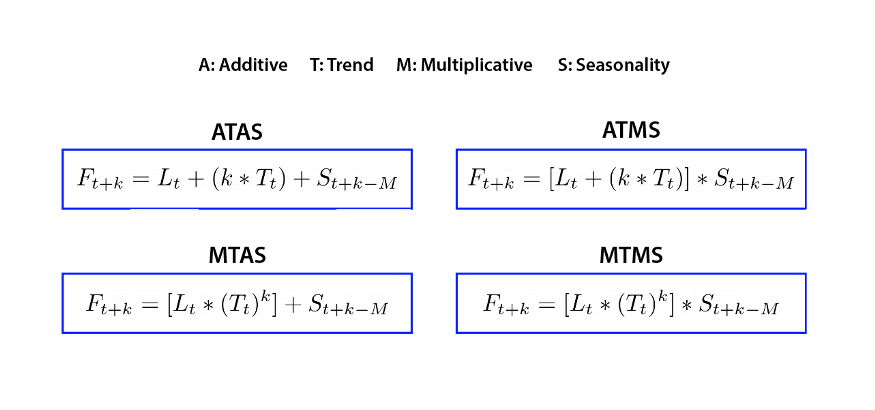 A: Additive T: Trend M: Multiplicative S: Seasonality
ATAS
F_{t+k} = L_t + (k * T_t) + S_{t+k-M}
ATMS
F_{t+k} = [L_t + (k * T_t)] * S_{t+k-M}
MTAS
F_{t+k} = [L_t * (T_t)^k] + S_{t+k-M}
MTMS
F_{t+k} = [L_t * (T_t)^k] * S_{t+k-M}